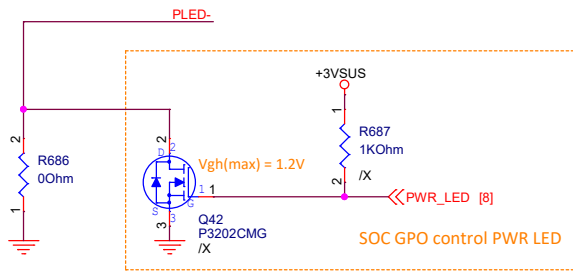 PLED-
+3VSUS
1
R687
1KOhm
/X
2
2
R686
0Ohm
1
2
D 2
Vgh(max) = 1.2V
1 1
G
S 3
3
Q42
P3202CMG
/X
PWR_LED [8]
SOC GPO control PWR LED